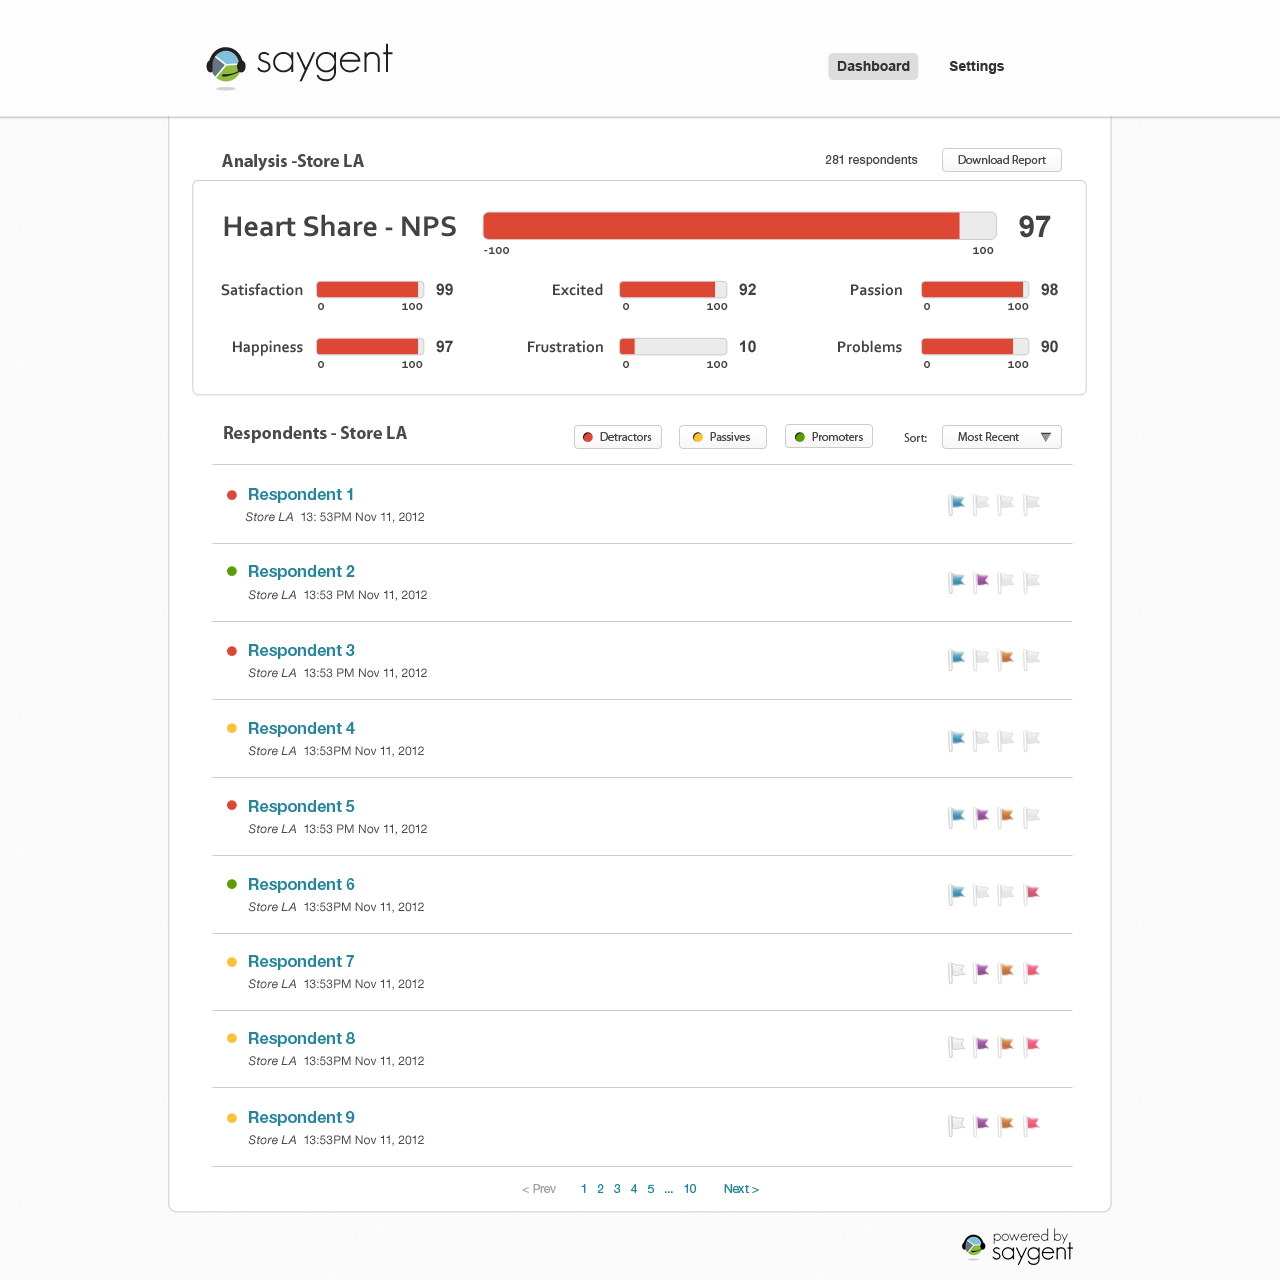 saygent
Dashboard Settings
Analysis -Store LA 281 respondents Download Report
Heart Share - NPS 97
-100 100
Satisfaction 99 Excited 92 Passion 98
0 100 0 100 0 100
Happiness 97 Frustration 10 Problems 90
0 100 0 100 0 100
Respondents - Store LA Detractors Passives Promoters Sort: Most Recent
Respondent 1
Store LA 13: 53PM Nov 11, 2012
Respondent 2
Store LA 13:53 PM Nov 11, 2012
Respondent 3
Store LA 13:53 PM Nov 11, 2012
Respondent 4
Store LA 13:53PM Nov 11, 2012
Respondent 5
Store LA 13:53 PM Nov 11, 2012
Respondent 6
Store LA 13:53PM Nov 11, 2012
Respondent 7
Store LA 13:53PM Nov 11, 2012
Respondent 8
Store LA 13:53PM Nov 11, 2012
Respondent 9
Store LA 13:53PM Nov 11, 2012
< Prev 1 2 3 4 5 ... 10 Next >
powered by
saygent